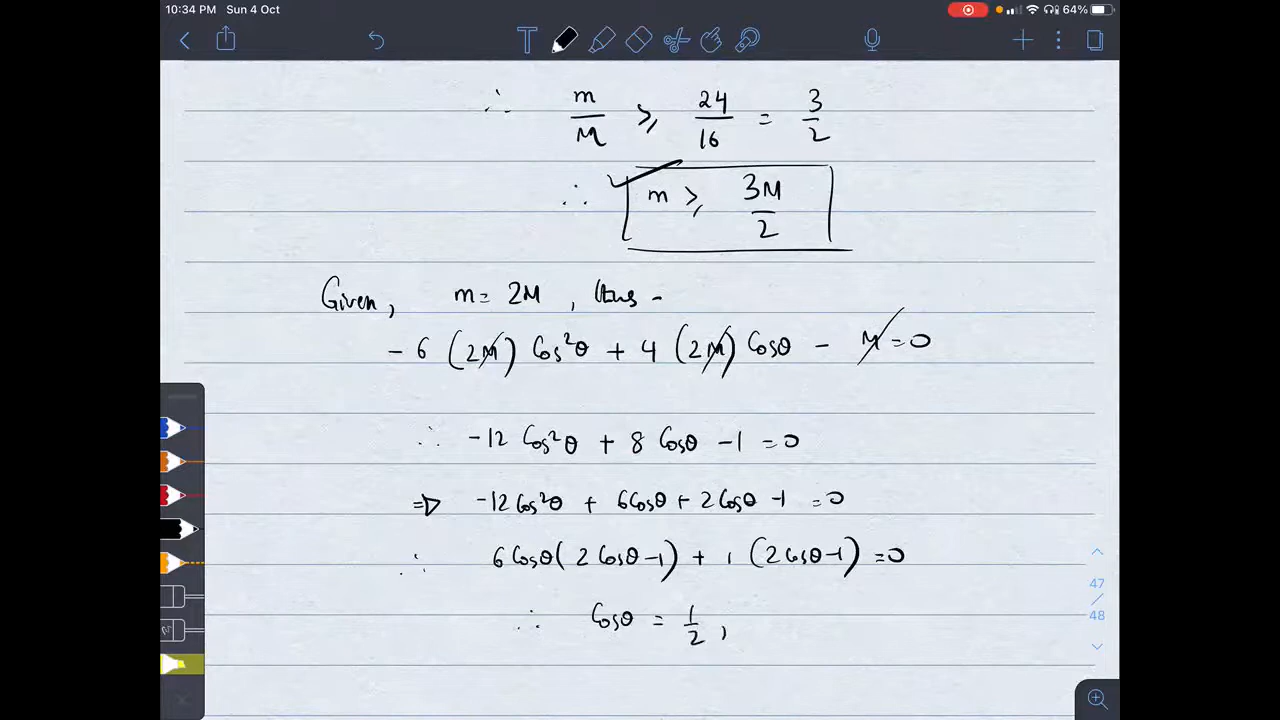 10:34 PM Sun 4 Oct 64%
∴ m/M ⩾ 24/16 = 3/2
∴ m ⩾ 3M/2
Given, m = 2M, thus -
- 6 (2M) Cos²θ + 4 (2M) Cosθ - M = 0
∴ -12 Cos²θ + 8 Cosθ - 1 = 0
⇒ -12 Cos²θ + 6Cosθ + 2Cosθ - 1 = 0
∴ 6 Cosθ( 2 Cosθ-1) + 1 (2Cosθ-1) = 0
∴ Cosθ = 1/2 ,
47
/
48